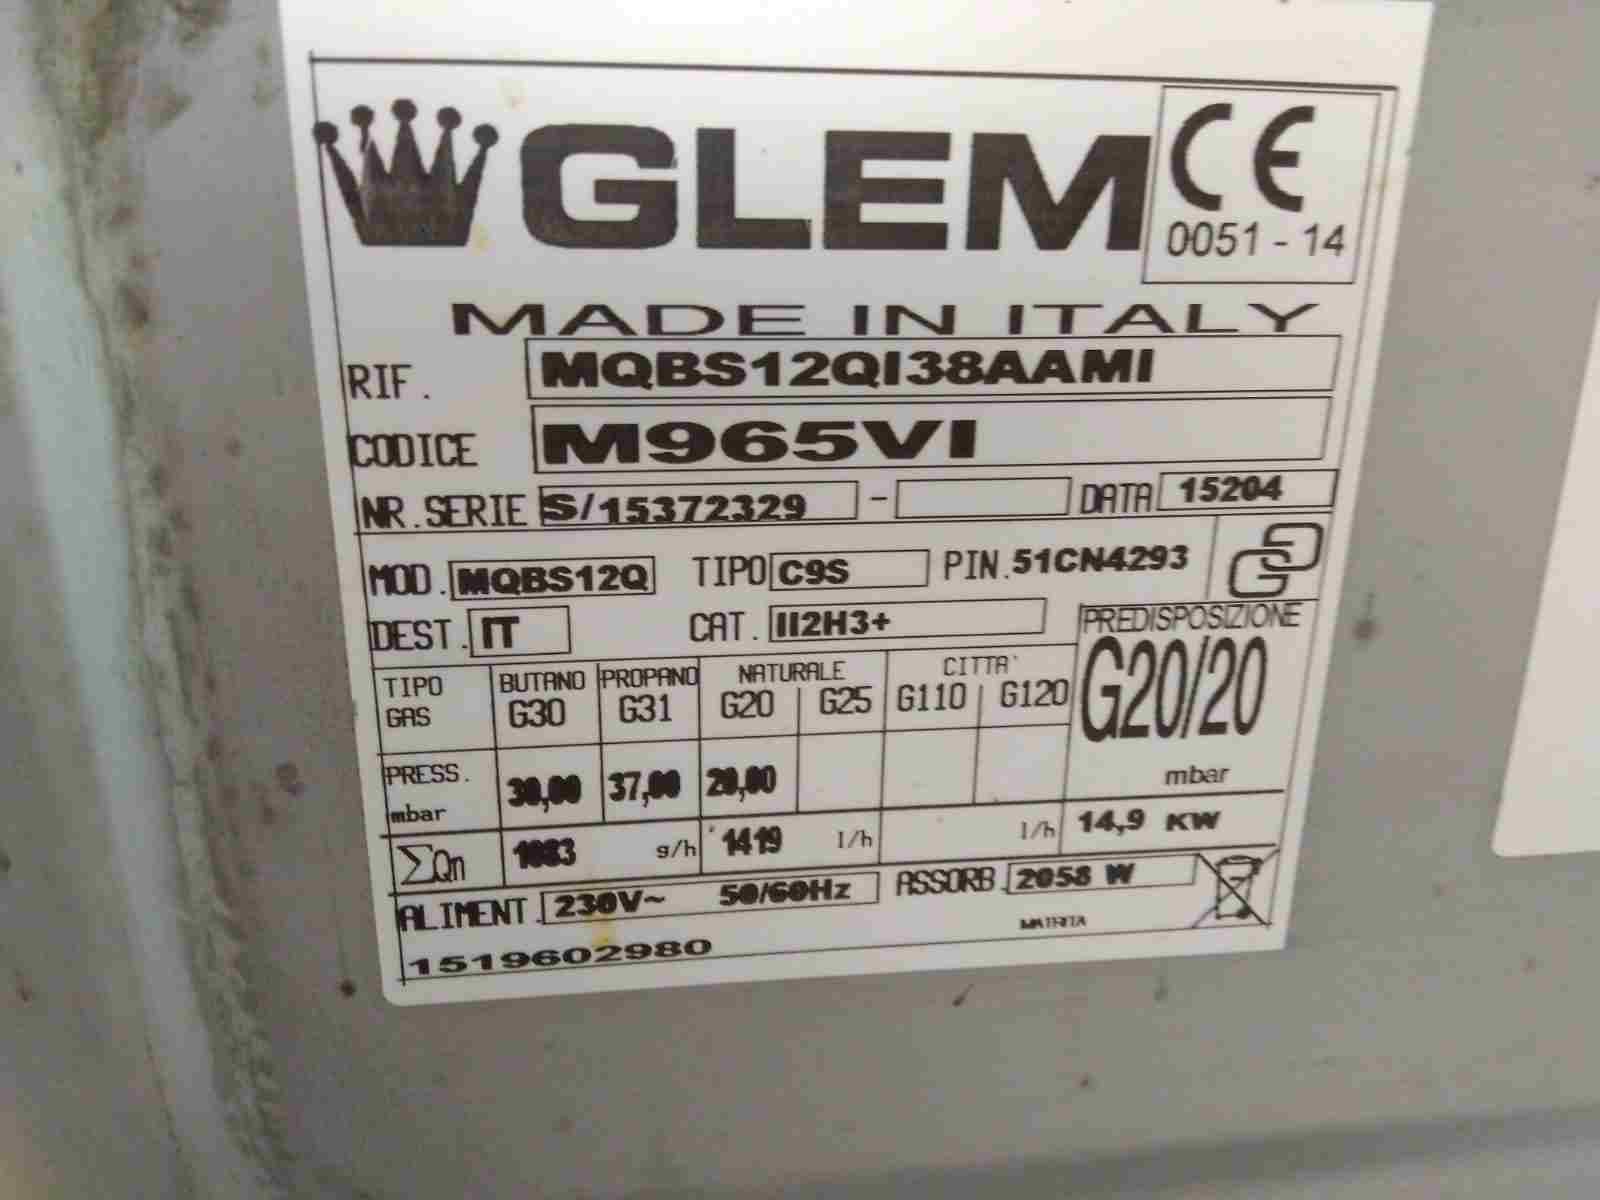 GLEM CE
0051 - 14
MADE IN ITALY
RIF. MQBS12QI38AAMI
CODICE M965VI
NR.SERIE S/15372329 - DATA 15204
MOD. MQBS12Q TIPO C9S PIN.51CN4293
DEST. IT CAT. II2H3+ PREDISPOSIZIONE
TIPO GAS BUTANO G30 PROPANO G31 NATURALE G20 G25 CITTA' G110 G120 G20/20
PRESS. mbar 30,00 37,00 20,00 mbar
ΣQn 1083 g/h 1419 l/h l/h 14,9 KW
ALIMENT. 230V~ 50/60Hz ASSORB. 2058 W
1519602980 MATRITA